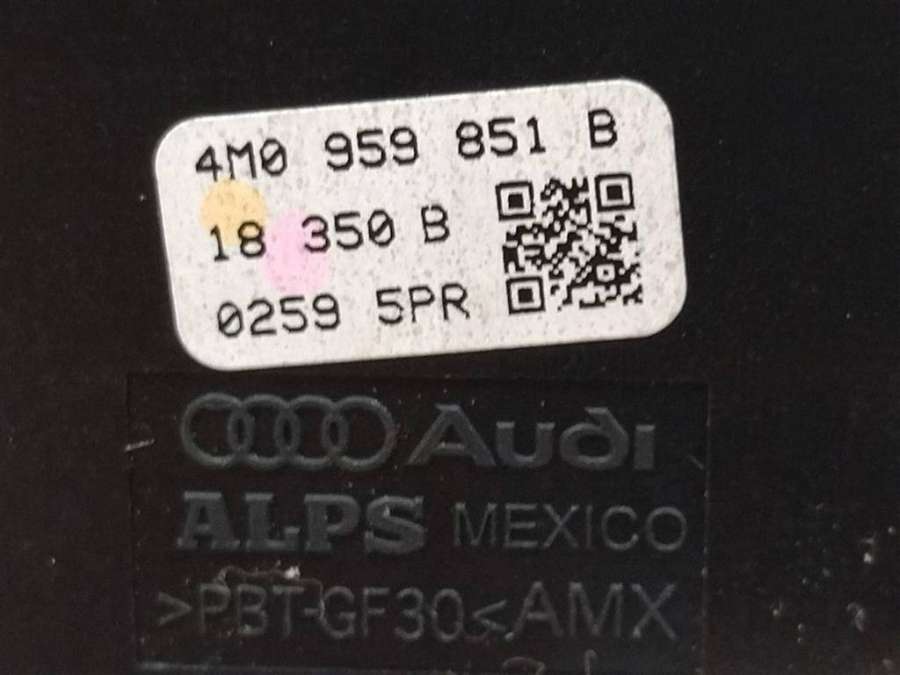 4M0 959 851 B
18 350 B
0259 5PR
Audi
ALPS MEXICO
>PBT-GF30< AMX